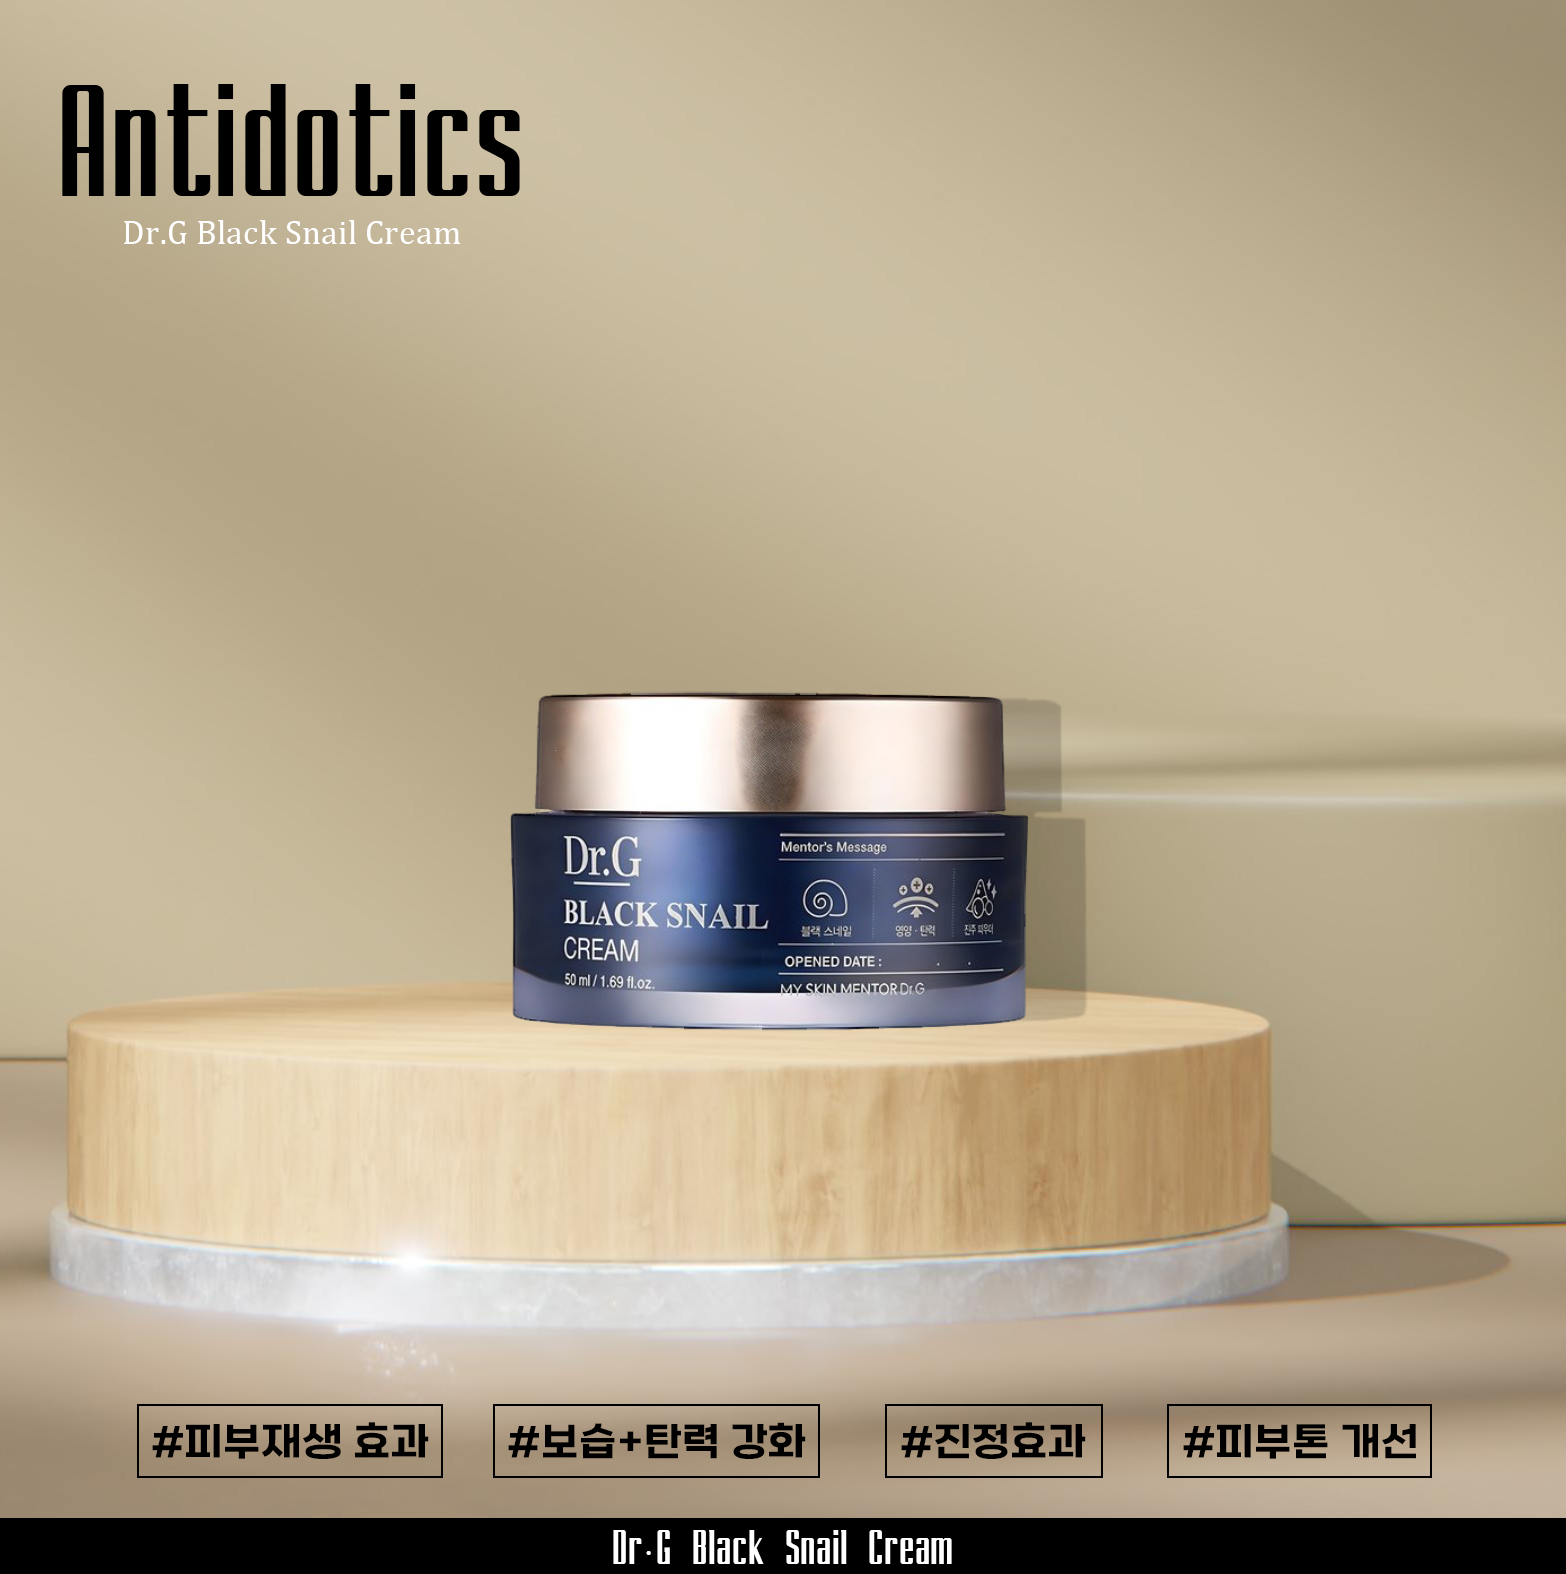 Antidotics
Dr.G Black Snail Cream
Dr.G
BLACK SNAIL
CREAM
50 ml / 1.69 fl.oz.
Mentor's Message
블랙 스네일
영양 · 탄력
진주 파우더
OPENED DATE : . .
MY SKIN MENTOR Dr.G
#피부재생 효과
#보습+탄력 강화
#진정효과
#피부톤 개선
Dr.G Black Snail Cream